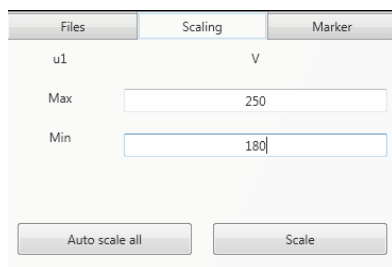 Files Scaling Marker
u1 V
Max 250
Min 180
Auto scale all Scale